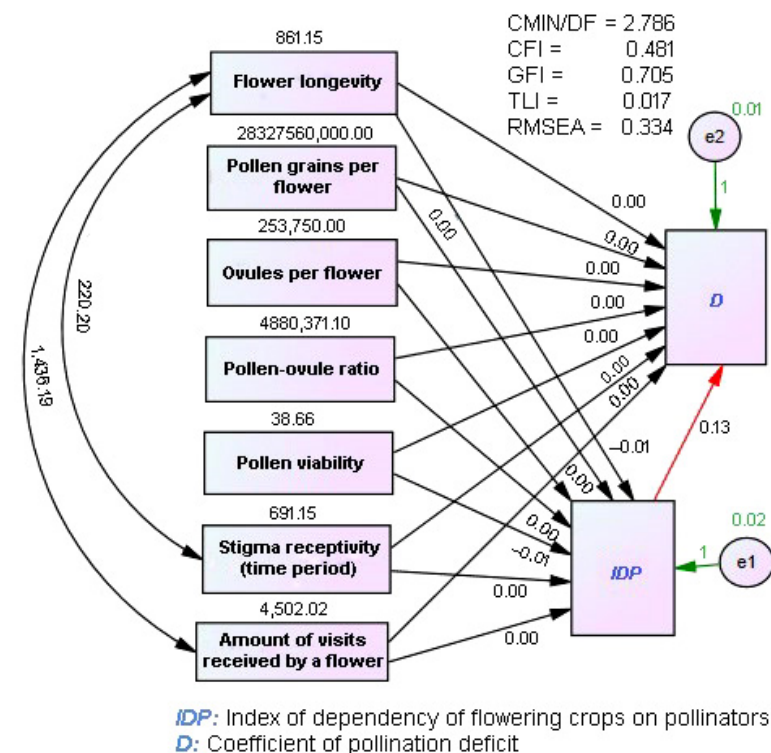 CMIN/DF = 2.786
CFI = 0.481
GFI = 0.705
TLI = 0.017
RMSEA = 0.334
861.15
Flower longevity
28327560,000.00
Pollen grains per
flower
253,750.00
Ovules per flower
4880,371.10
Pollen-ovule ratio
38.66
Pollen viability
691.15
Stigma receptivity
(time period)
4,502.02
Amount of visits
received by a flower
220.20
1,436.19
0.00
0.00
0.00
0.00
0.00
0.00
0.00
0.00
–0.01
0.00
0.00
–0.01
0.00
0.00
0.13
0.01
e2
1
D
0.02
e1
1
IDP
IDP: Index of dependency of flowering crops on pollinators
D: Coefficient of pollination deficit